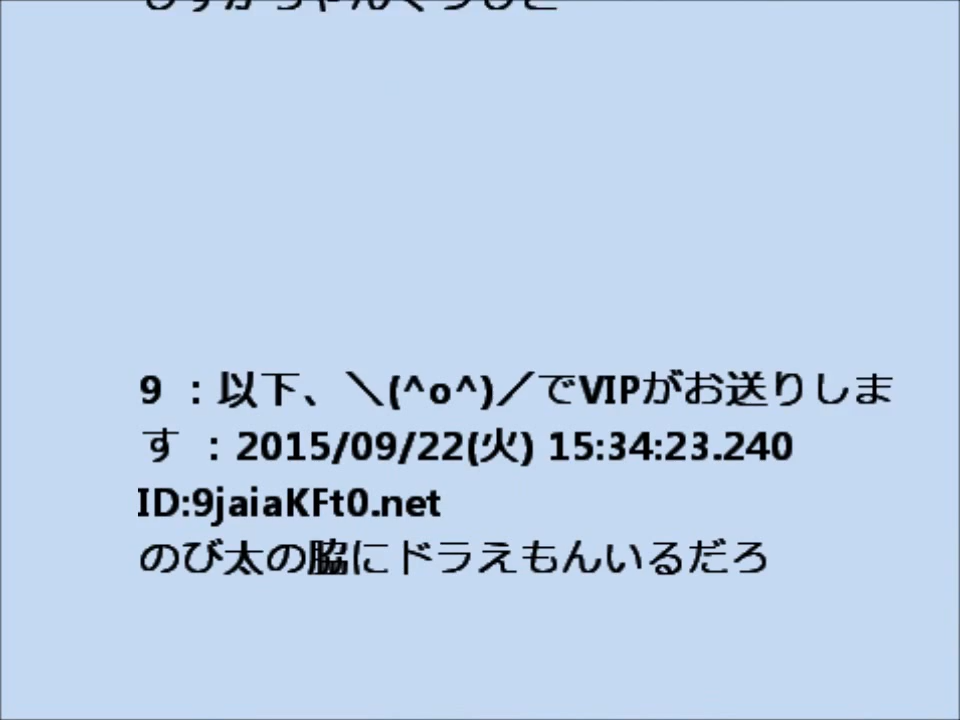 9 ：以下、＼(^o^)／でVIPがお送りしま
す ：2015/09/22(火) 15:34:23.240
ID:9jaiaKFt0.net
のび太の脇にドラえもんいるだろ